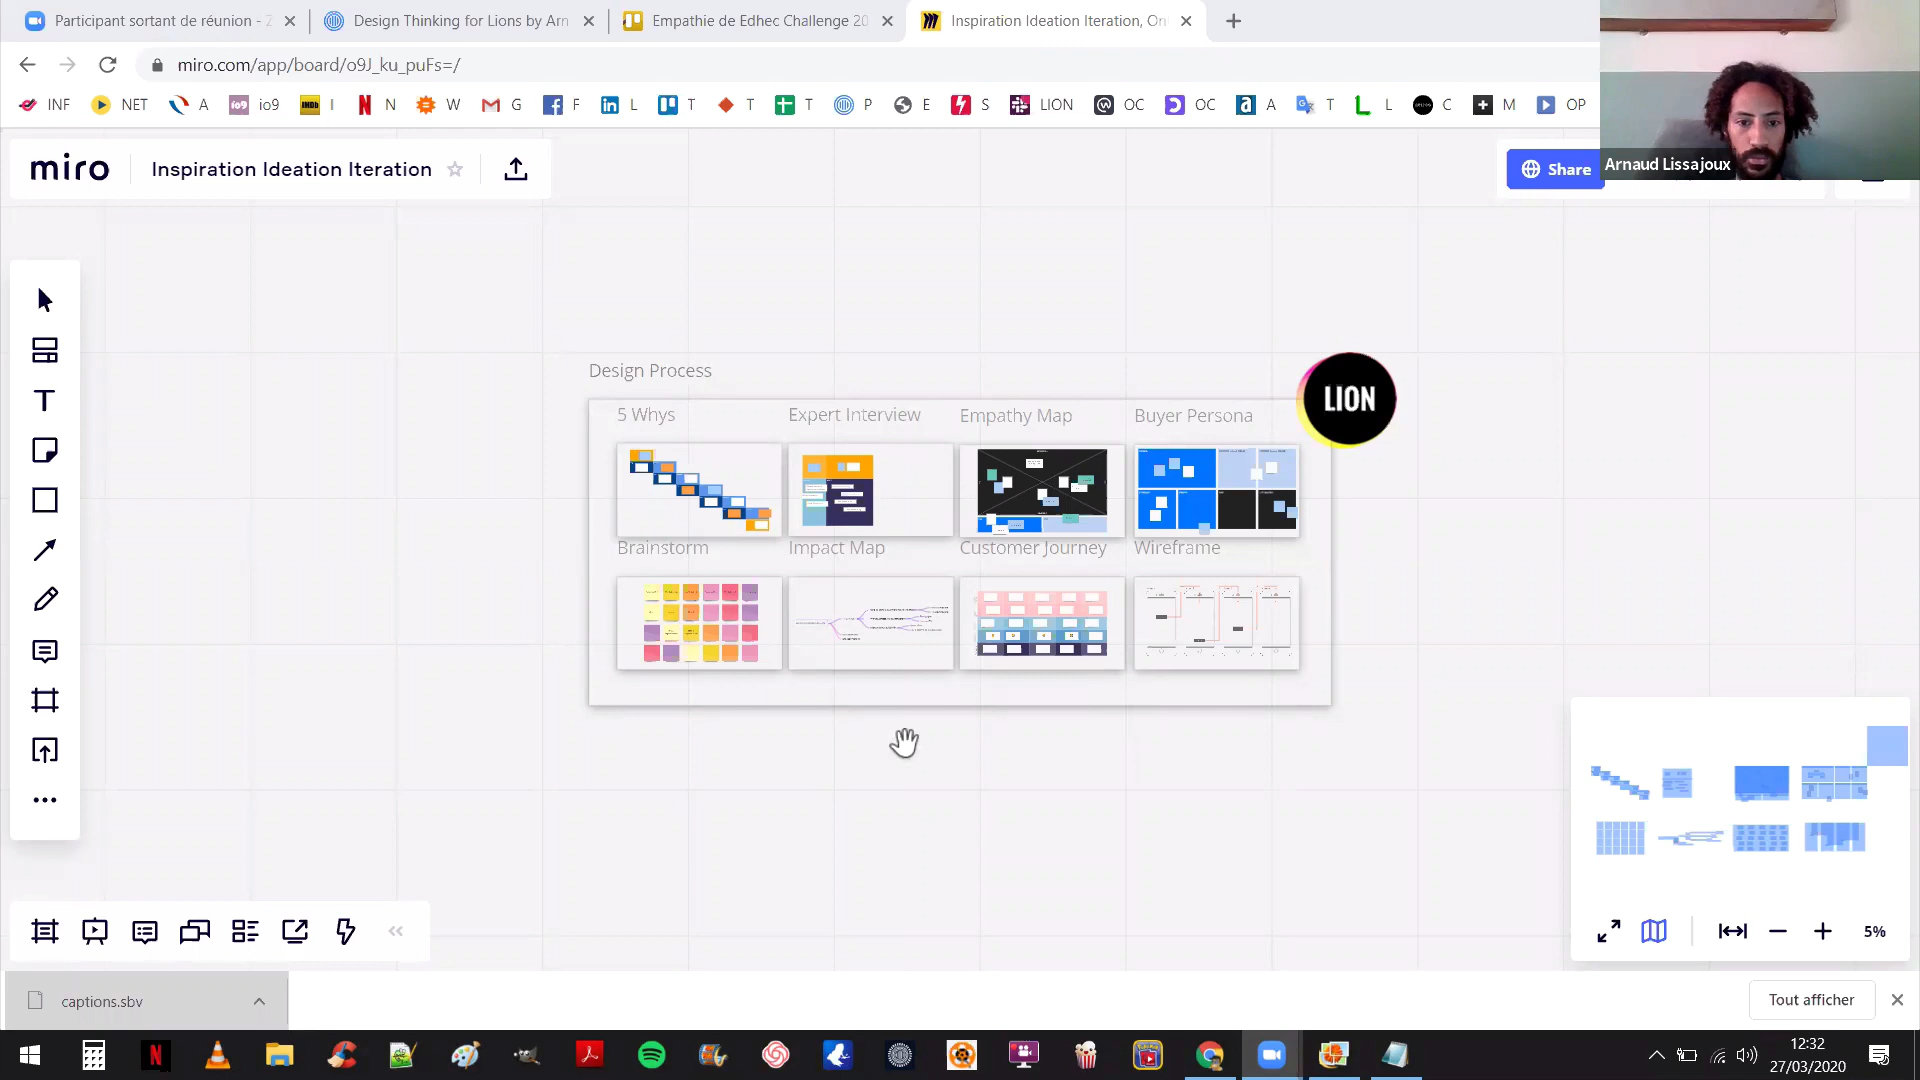 Participant sortant de réunion - Z
Design Thinking for Lions by Arn
Empathie de Edhec Challenge 20
Inspiration Ideation Iteration, On
miro.com/app/board/o9J_ku_puFs=/
INF NET A io9 I N W G F L T T T P E S LION OC OC A T L C M OP
miro
Inspiration Ideation Iteration
Share
Arnaud Lissajoux
Design Process
LION
5 Whys
Expert Interview
Empathy Map
Buyer Persona
Brainstorm
Impact Map
Customer Journey
Wireframe
5%
captions.sbv
Tout afficher
12:32
27/03/2020